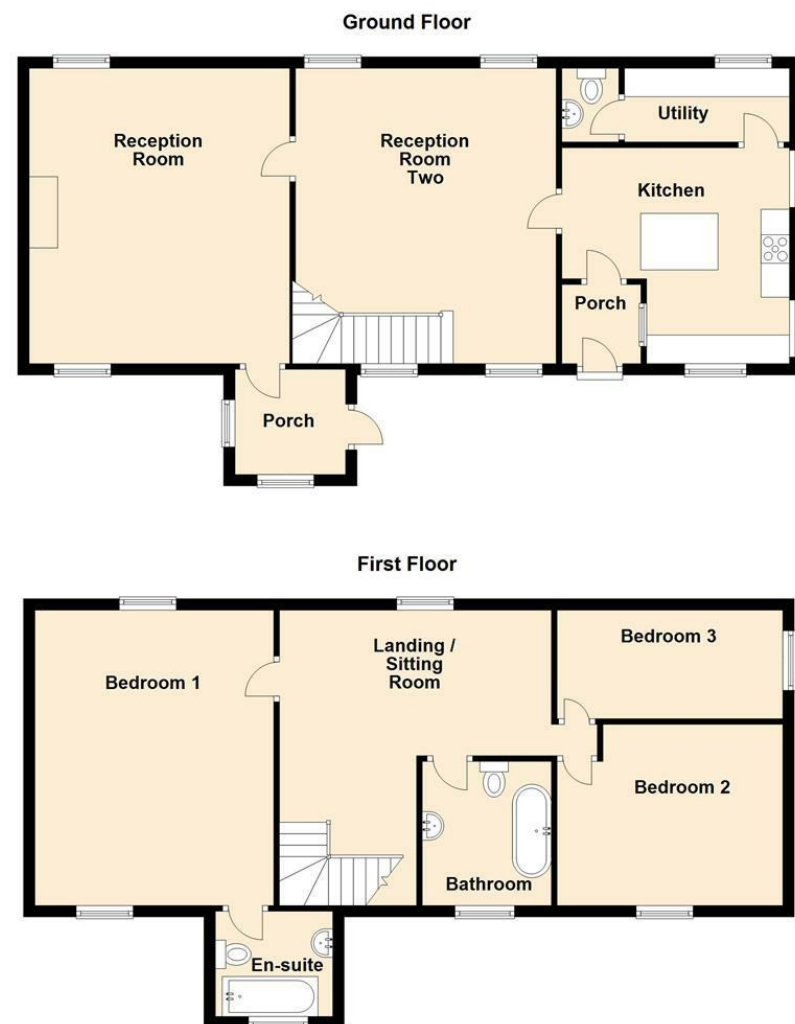 Ground Floor
Reception
Room
Reception
Room
Two
Utility
Kitchen
Porch
Porch
First Floor
Bedroom 1
Landing /
Sitting
Room
Bedroom 3
Bedroom 2
Bathroom
En-suite